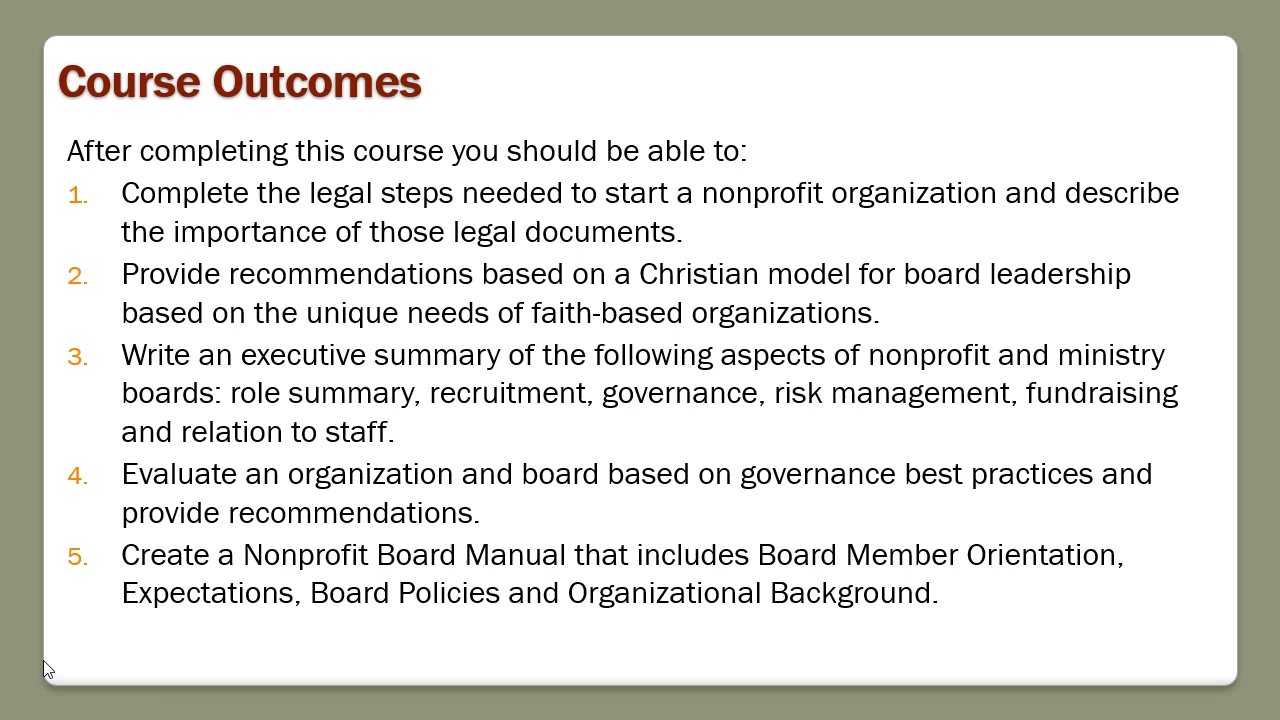 Course Outcomes
After completing this course you should be able to:
1. Complete the legal steps needed to start a nonprofit organization and describe
the importance of those legal documents.
2. Provide recommendations based on a Christian model for board leadership
based on the unique needs of faith-based organizations.
3. Write an executive summary of the following aspects of nonprofit and ministry
boards: role summary, recruitment, governance, risk management, fundraising
and relation to staff.
4. Evaluate an organization and board based on governance best practices and
provide recommendations.
5. Create a Nonprofit Board Manual that includes Board Member Orientation,
Expectations, Board Policies and Organizational Background.